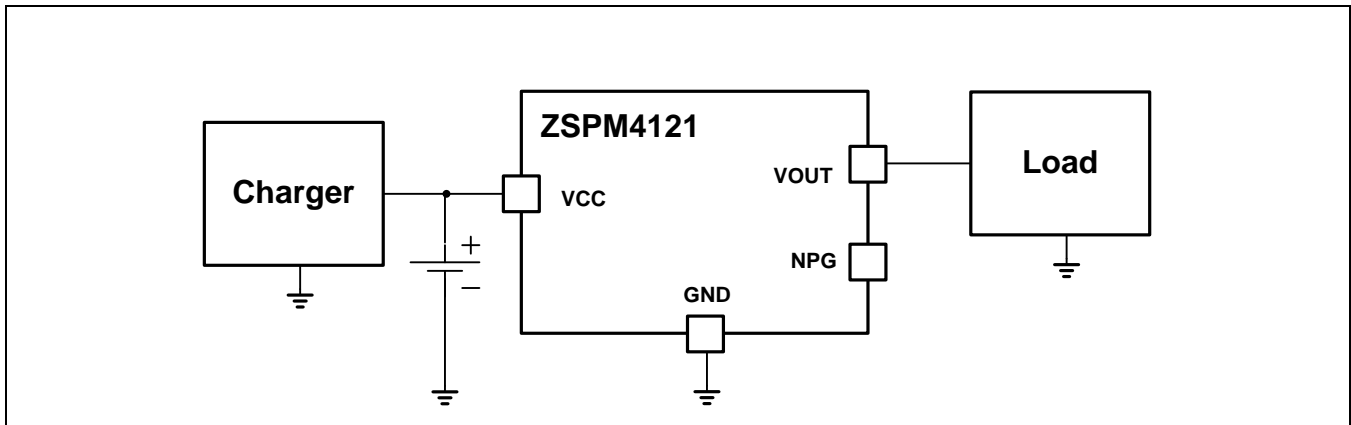 ZSPM4121
Charger
VCC
VOUT
Load
NPG
GND
+
−